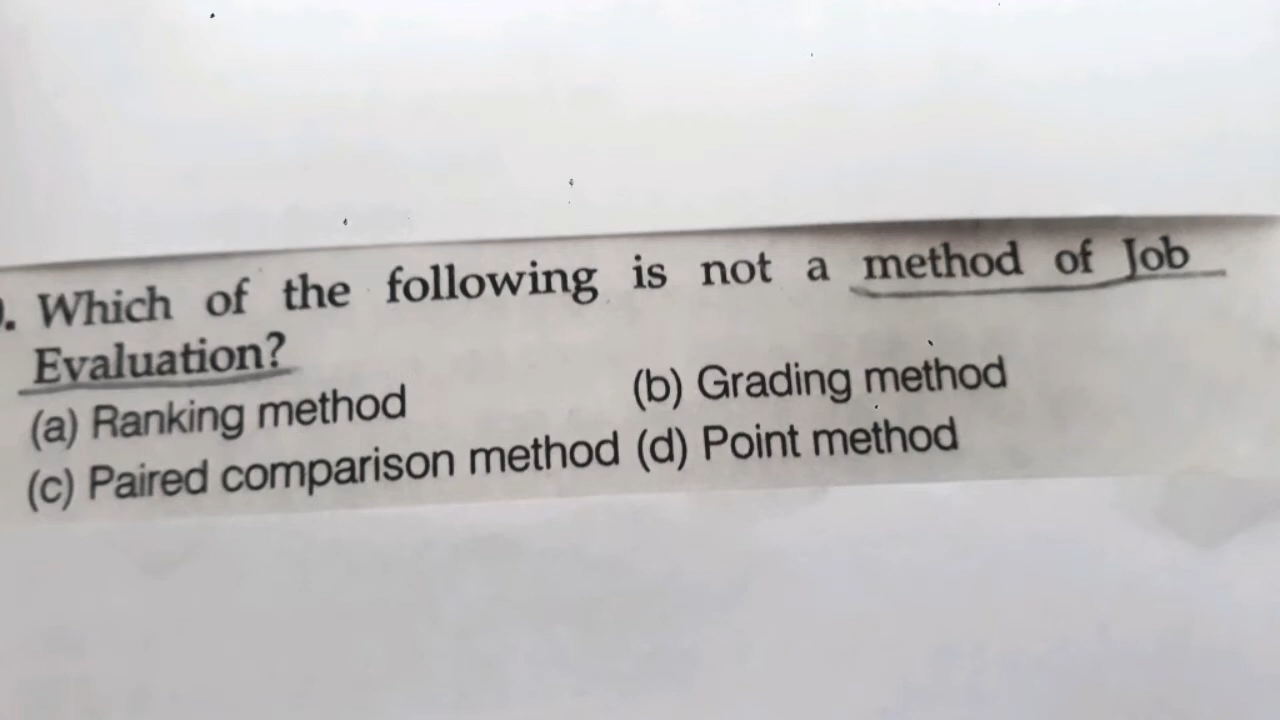 . Which of the following is not a method of Job
Evaluation?
(a) Ranking method (b) Grading method
(c) Paired comparison method (d) Point method